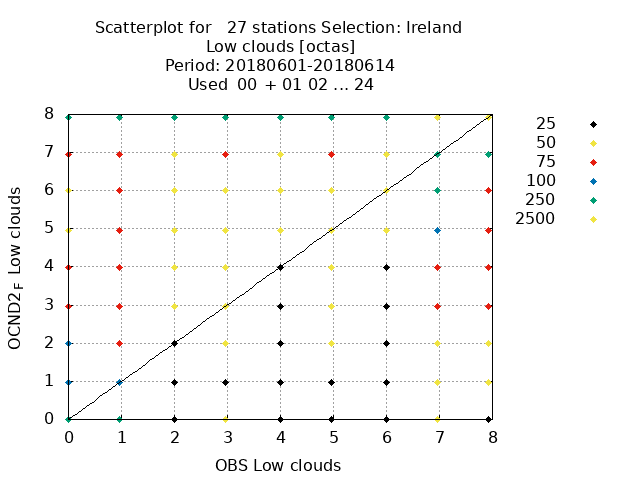 Scatterplot for   27 stations Selection: Ireland
Low clouds [octas]
Period: 20180601-20180614
Used  00 + 01 02 ... 24
8
7
6
5
4
3
2
1
0
OCND2 F Low clouds
0 1 2 3 4 5 6 7 8
OBS Low clouds
25
50
75
100
250
2500